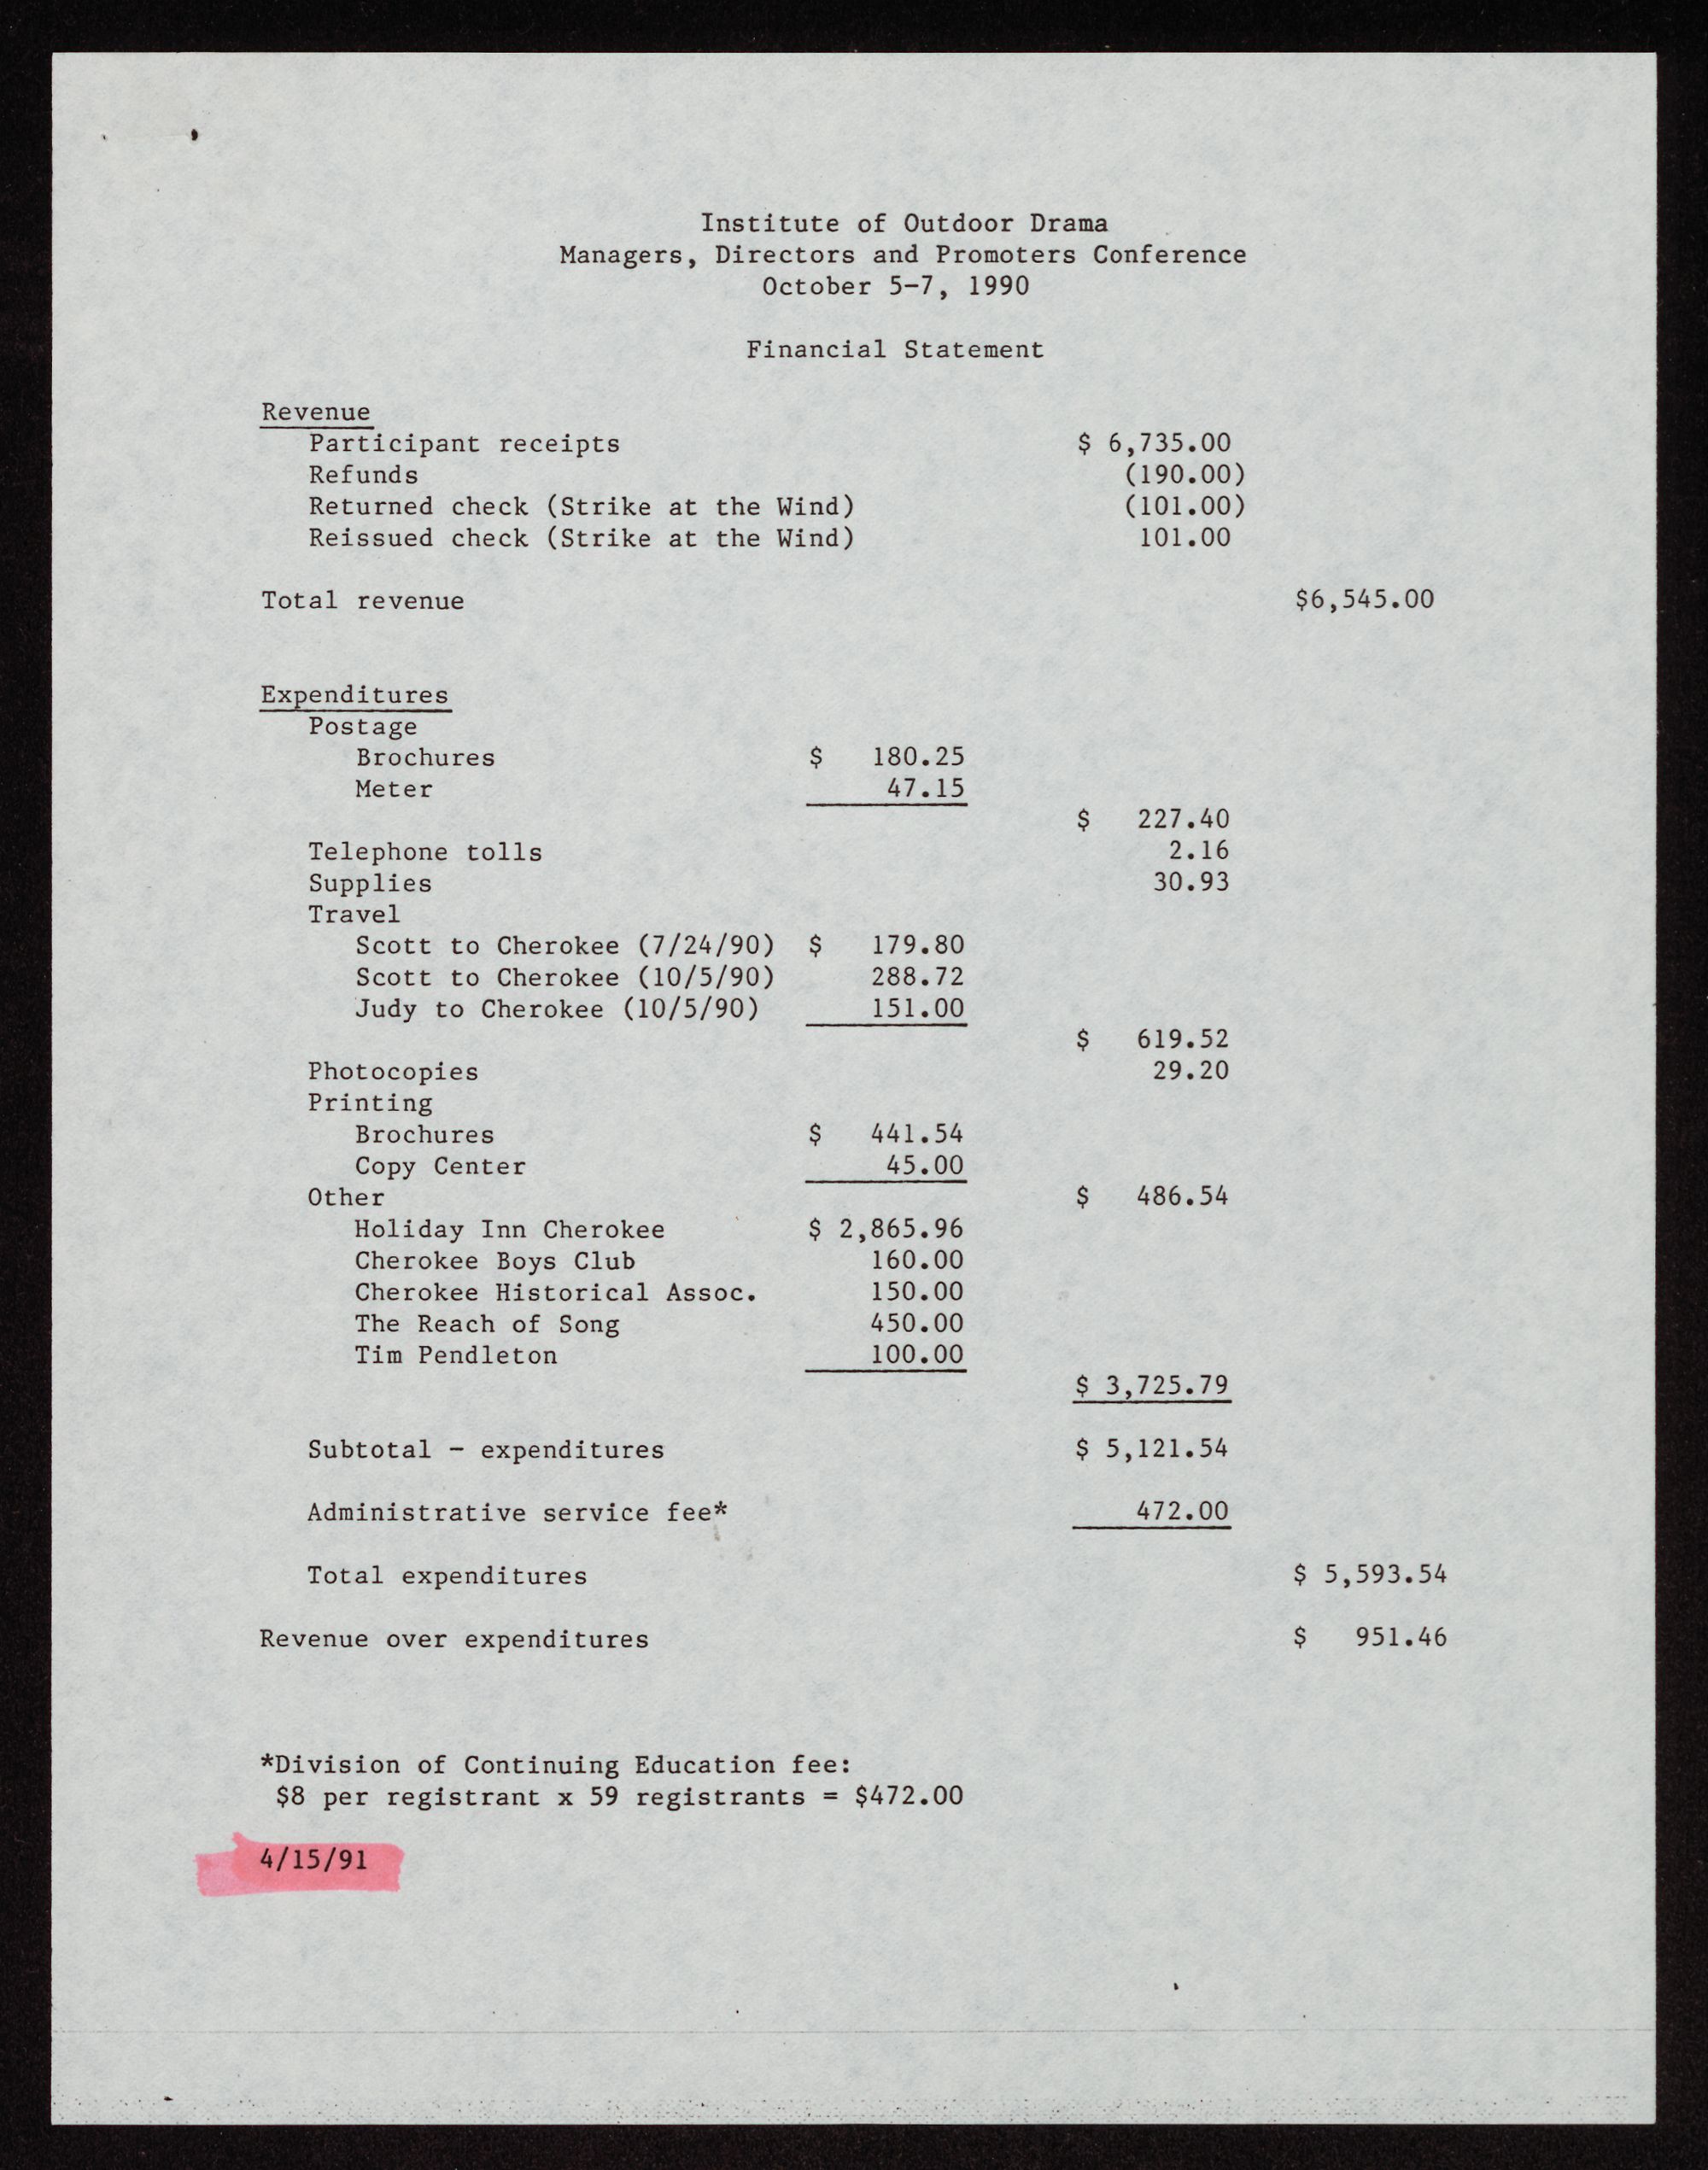 Institute of Outdoor Drama
Managers, Directors and Promoters Conference
October 5-7, 1990
Financial Statement
Revenue
Participant receipts $ 6,735.00
Refunds (190.00)
Returned check (Strike at the Wind) (101.00)
Reissued check (Strike at the Wind) 101.00
Total revenue $6,545.00
Expenditures
Postage
Brochures $ 180.25
Meter 47.15
$ 227.40
Telephone tolls 2.16
Supplies 30.93
Travel
Scott to Cherokee (7/24/90) $ 179.80
Scott to Cherokee (10/5/90) 288.72
Judy to Cherokee (10/5/90) 151.00
$ 619.52
Photocopies 29.20
Printing
Brochures $ 441.54
Copy Center 45.00
Other $ 486.54
Holiday Inn Cherokee $ 2,865.96
Cherokee Boys Club 160.00
Cherokee Historical Assoc. 150.00
The Reach of Song 450.00
Tim Pendleton 100.00
$ 3,725.79
Subtotal - expenditures $ 5,121.54
Administrative service fee* 472.00
Total expenditures $ 5,593.54
Revenue over expenditures $ 951.46
*Division of Continuing Education fee:
$8 per registrant x 59 registrants = $472.00
4/15/91